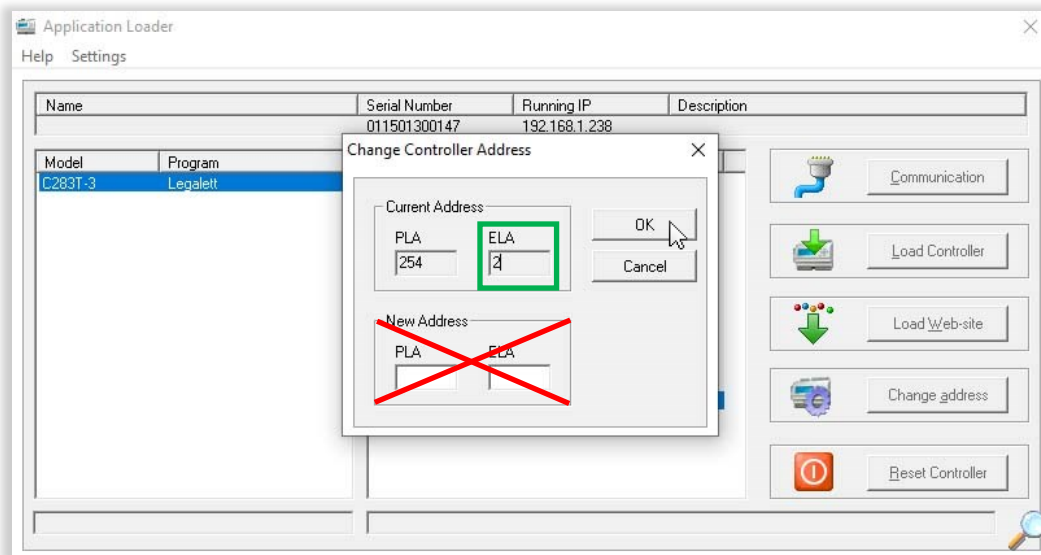 Application Loader
Help Settings
Name Serial Number Running IP Description
011501300147 192.168.1.238
Model Program
C283T-3 Legalett
Change Controller Address
Current Address
PLA ELA
254 2
OK
Cancel
New Address
PLA ELA
Communication
Load Controller
Load Web-site
Change address
Reset Controller